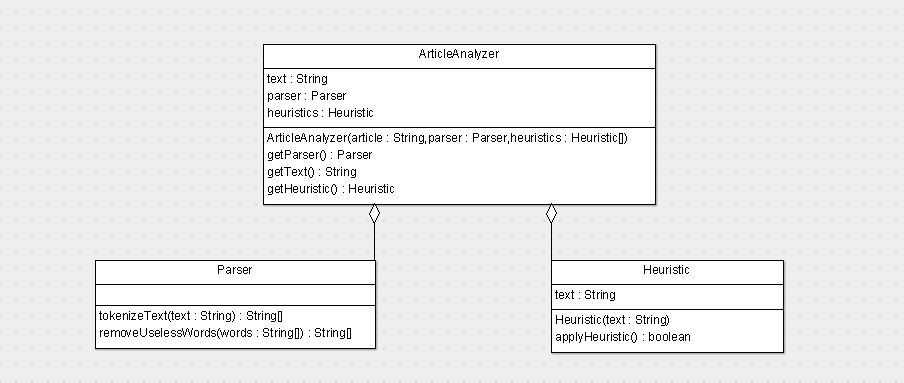 ArticleAnalyzer
text : String
parser : Parser
heuristics : Heuristic
ArticleAnalyzer(article : String,parser : Parser,heuristics : Heuristic[])
getParser() : Parser
getText() : String
getHeuristic() : Heuristic
Parser
tokenizeText(text : String) : String[]
removeUselessWords(words : String[]) : String[]
Heuristic
text : String
Heuristic(text : String)
applyHeuristic() : boolean